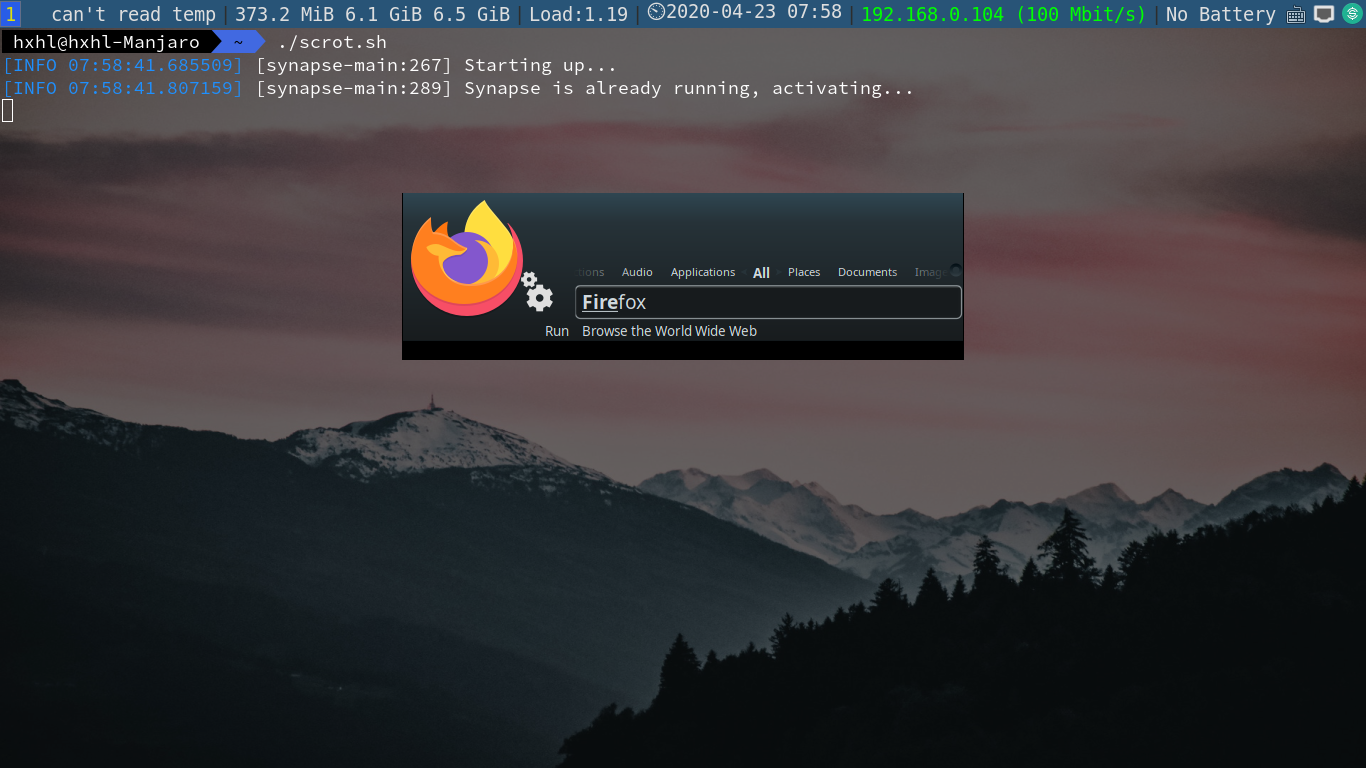 1 can't read temp | 373.2 MiB 6.1 GiB 6.5 GiB | Load:1.19 | 2020-04-23 07:58 | 192.168.0.104 (100 Mbit/s) | No Battery
hxhl@hxhl-Manjaro ~ ./scrot.sh
[INFO 07:58:41.685509] [synapse-main:267] Starting up...
[INFO 07:58:41.807159] [synapse-main:289] Synapse is already running, activating...
tions Audio Applications All Places Documents Image
Firefox
Run Browse the World Wide Web